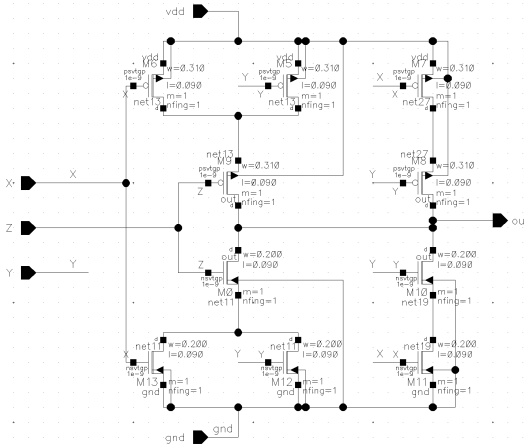 vdd
vdd
M6
w=0.310
psvtgp
1e-9
l=0.090
X
m=1
net13
nfing=1
d
vdd
M5
w=0.310
psvtgp
1e-9
l=0.090
Y
Y
m=1
net13
nfing=1
d
vdd
M7
w=0.310
psvtgp
1e-9
l=0.090
X
X
m=1
net27
nfing=1
d
net13
M9
w=0.310
psvtgp
1e-9
l=0.090
Z
m=1
out
nfing=1
d
net27
M8
w=0.310
psvtgp
1e-9
l=0.090
Y
Y
m=1
out
nfing=1
d
X
X
Z
Y
Y
ou
d
out
w=0.200
l=0.090
Z
nsvtgp
1e-9
M0
m=1
net11
nfing=1
d
out
w=0.200
l=0.090
Y
Y
nsvtgp
1e-9
M10
m=1
net19
nfing=1
d
net11
w=0.200
l=0.090
X
nsvtgp
1e-9
M13
m=1
gnd
nfing=1
d
net11
w=0.200
l=0.090
Y
Y
nsvtgp
1e-9
M12
m=1
gnd
nfing=1
d
net19
w=0.200
l=0.090
X
X
nsvtgp
1e-9
M11
m=1
gnd
nfing=1
gnd
gnd